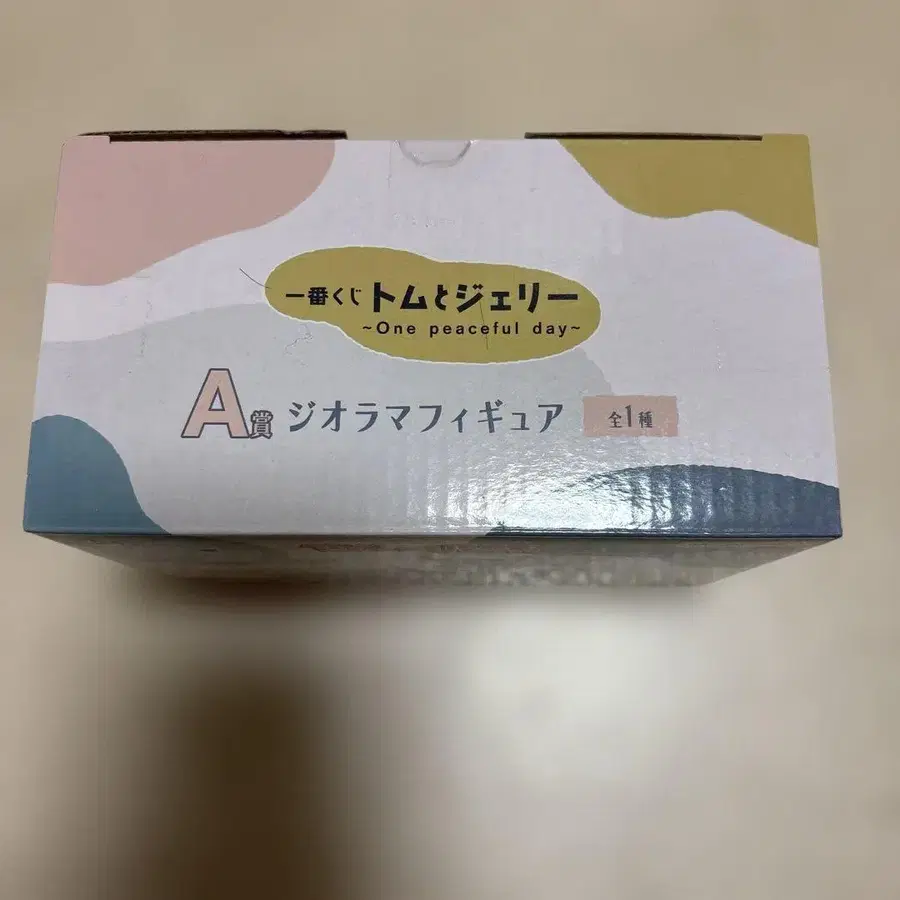 一番くじ トムとジェリー
~One peaceful day~
A賞 ジオラマフィギュア 全1種